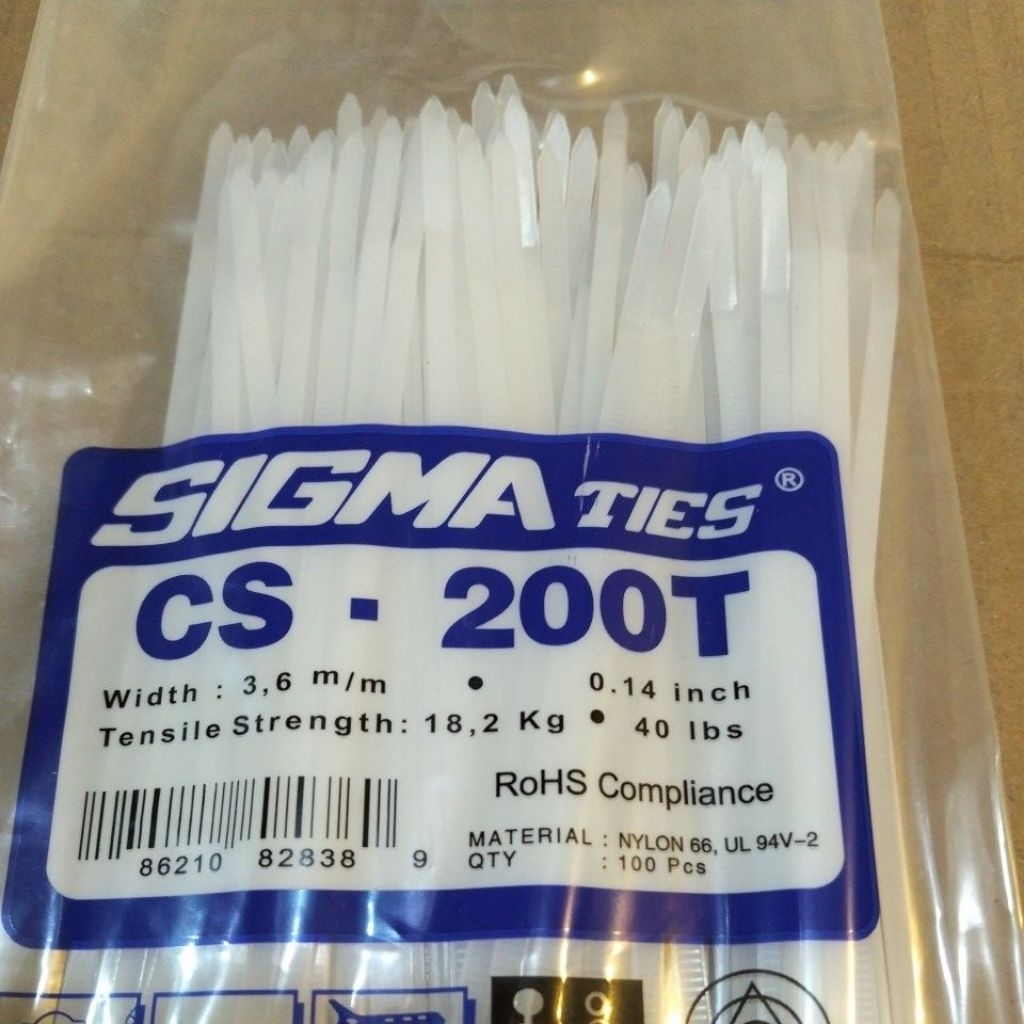 SIGMA TIES ®
CS - 200T
Width : 3,6 m/m • 0.14 inch
Tensile Strength: 18,2 Kg • 40 lbs
RoHS Compliance
MATERIAL : NYLON 66, UL 94V-2
QTY : 100 Pcs
86210 82838 9